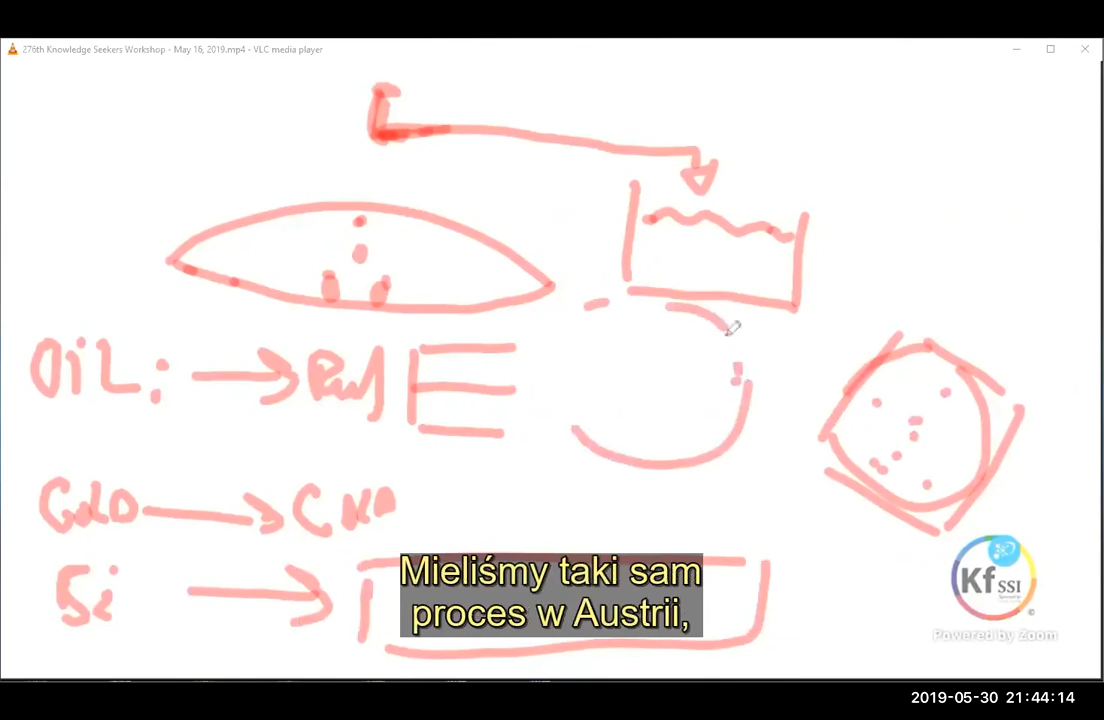 276th Knowledge Seekers Workshop - May 16, 2019.mp4 - VLC media player
OiL:
GOLD
Si
Mieliśmy taki sam
proces w Austrii,
Kf SSI
Powered by Zoom
2019-05-30 21:44:14